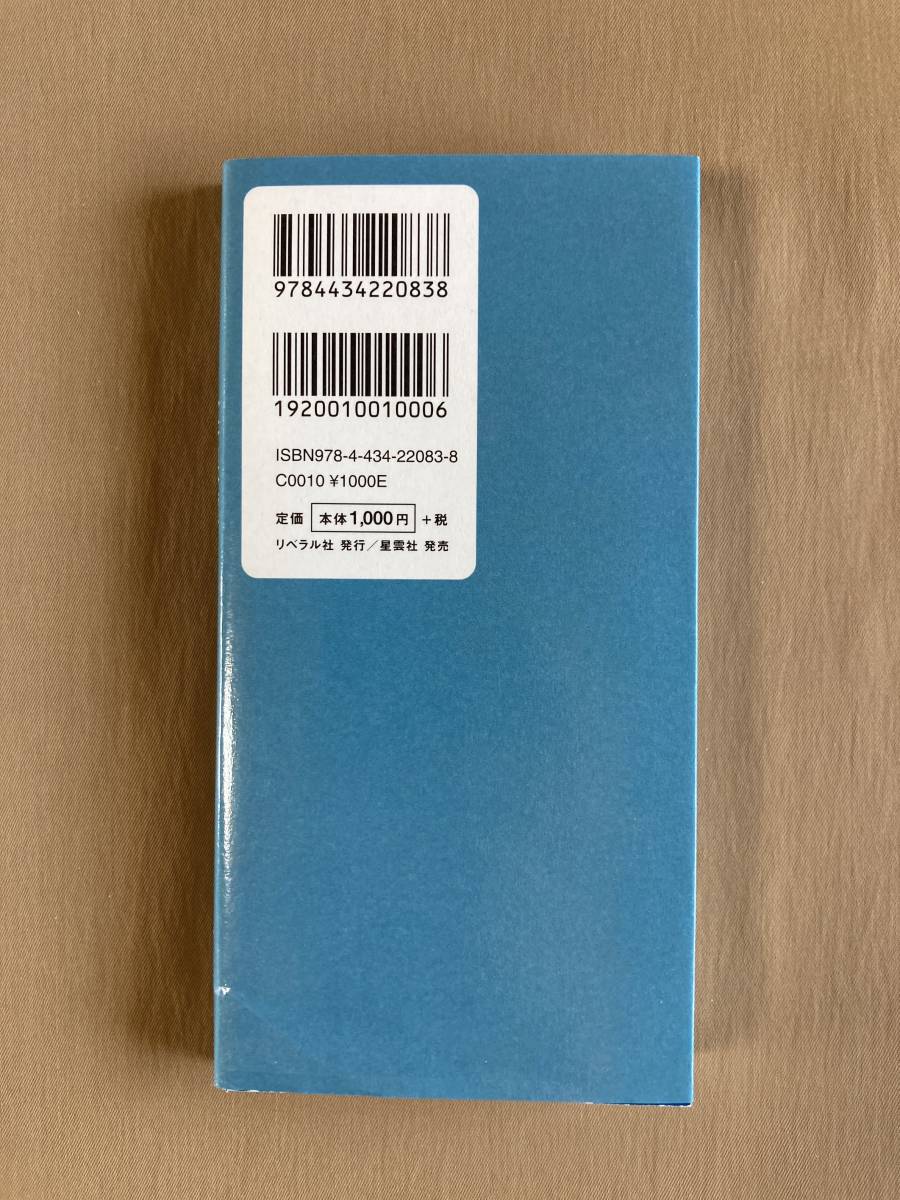 9784434220838
1920010010006
ISBN978-4-434-22083-8
C0010 ¥1000E
定価 本体1,000円 +税
リベラル社 発行／星雲社 発売